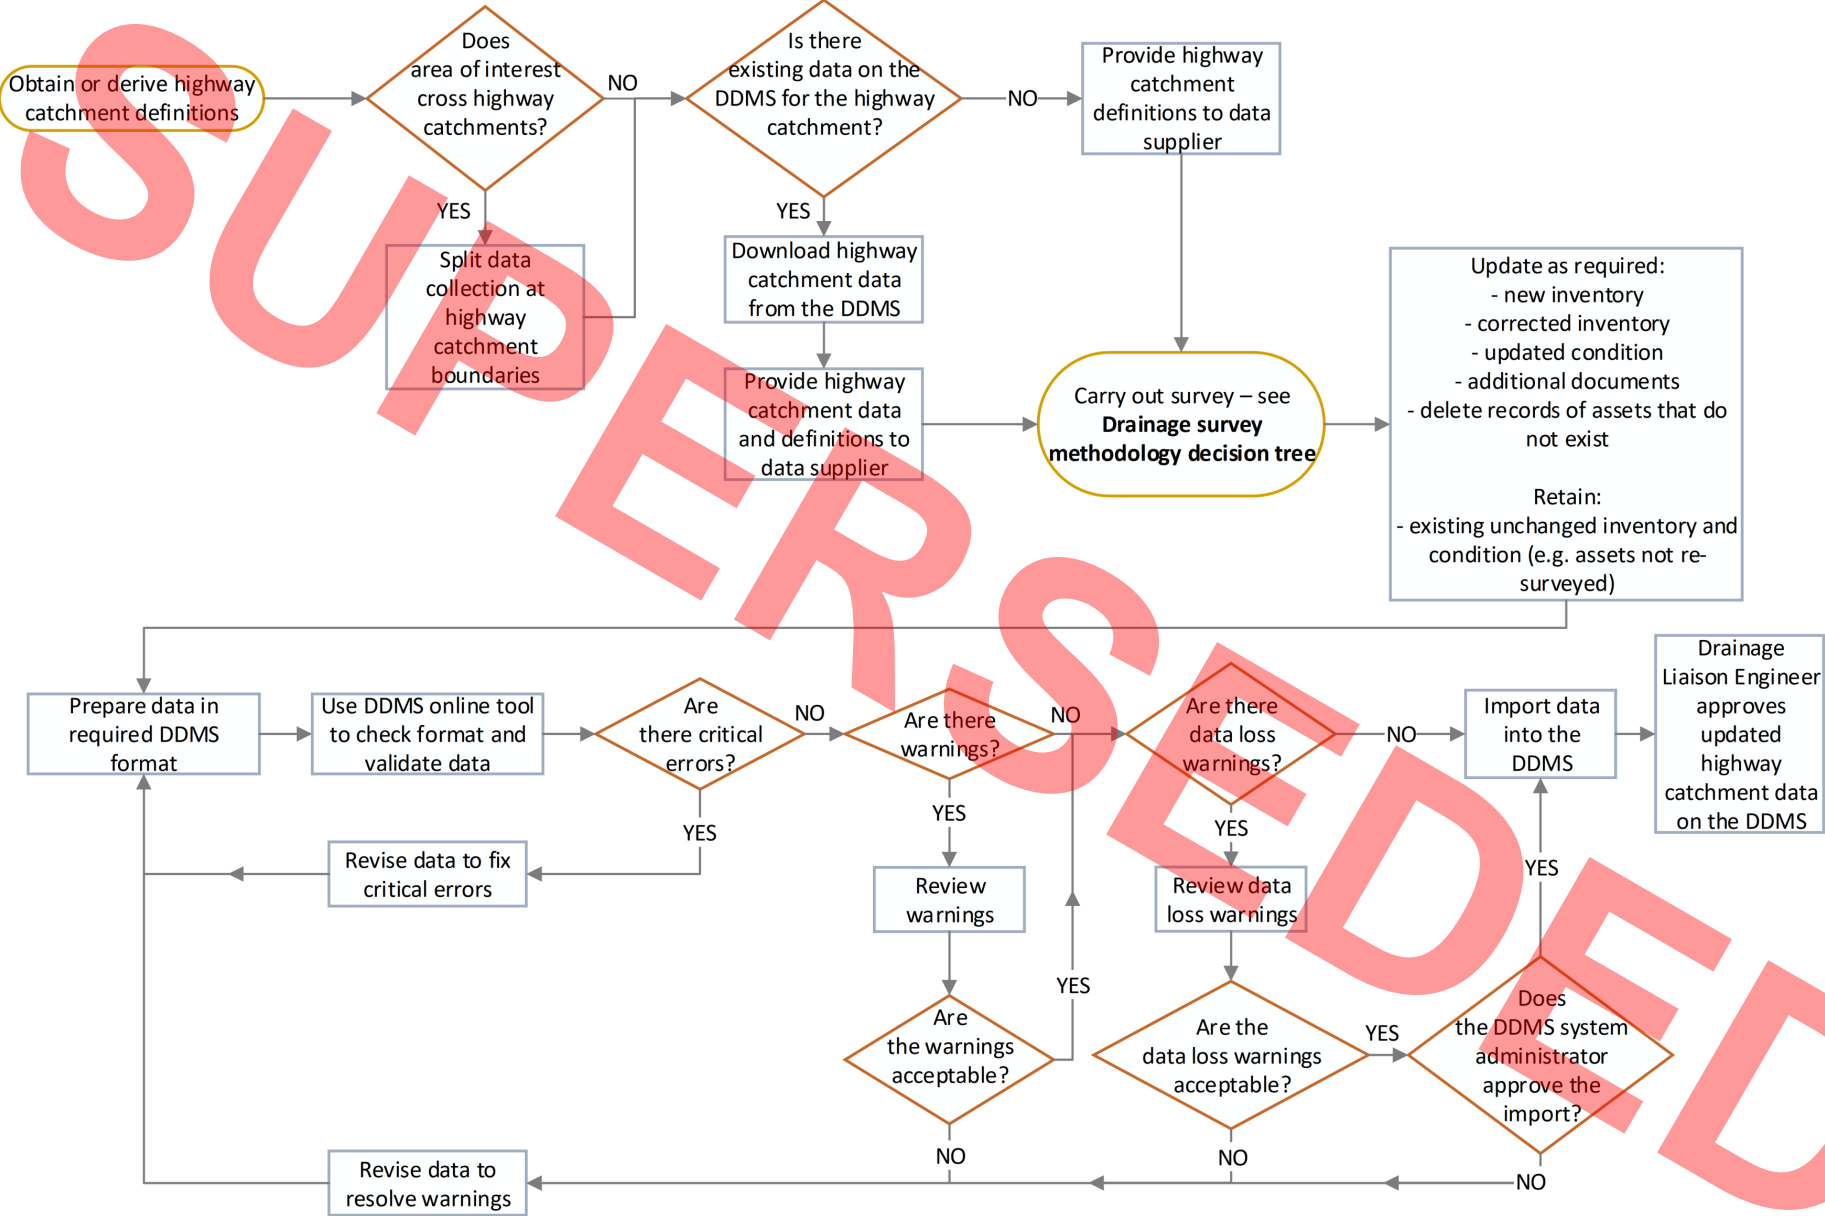 Obtain or derive highway
catchment definitions
Does
area of interest
cross highway
catchments?
NO
YES
Split data
collection at
highway
catchment
boundaries
Is there
existing data on the
DDMS for the highway
catchment?
NO
YES
Provide highway
catchment
definitions to data
supplier
Download highway
catchment data
from the DDMS
Provide highway
catchment data
and definitions to
data supplier
Carry out survey – see
Drainage survey
methodology decision tree
Update as required:
- new inventory
- corrected inventory
- updated condition
- additional documents
- delete records of assets that do
not exist
Retain:
- existing unchanged inventory and
condition (e.g. assets not re-
surveyed)
Prepare data in
required DDMS
format
Use DDMS online tool
to check format and
validate data
Are
there critical
errors?
NO
YES
Revise data to fix
critical errors
Are there
warnings?
NO
YES
Review
warnings
Are
the warnings
acceptable?
YES
NO
Are there
data loss
warnings?
NO
YES
Review data
loss warnings
Are the
data loss warnings
acceptable?
YES
NO
Does
the DDMS system
administrator
approve the
import?
YES
NO
Import data
into the
DDMS
Drainage
Liaison Engineer
approves
updated
highway
catchment data
on the DDMS
Revise data to
resolve warnings
SUPERSEDED